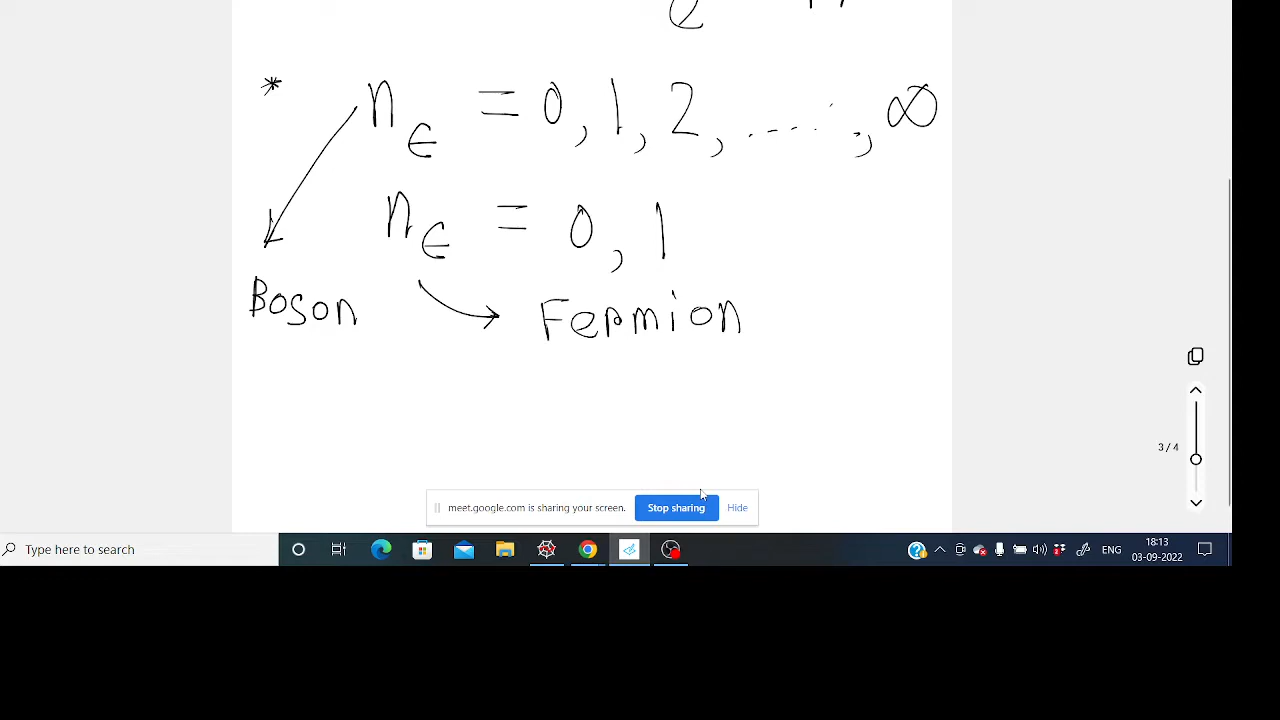 e
* n_ϵ = 0, 1, 2, ....., ∞
n_ϵ = 0, 1
Boson
Fermion
3 / 4
meet.google.com is sharing your screen. Stop sharing Hide
Type here to search
ENG
18:13
03-09-2022